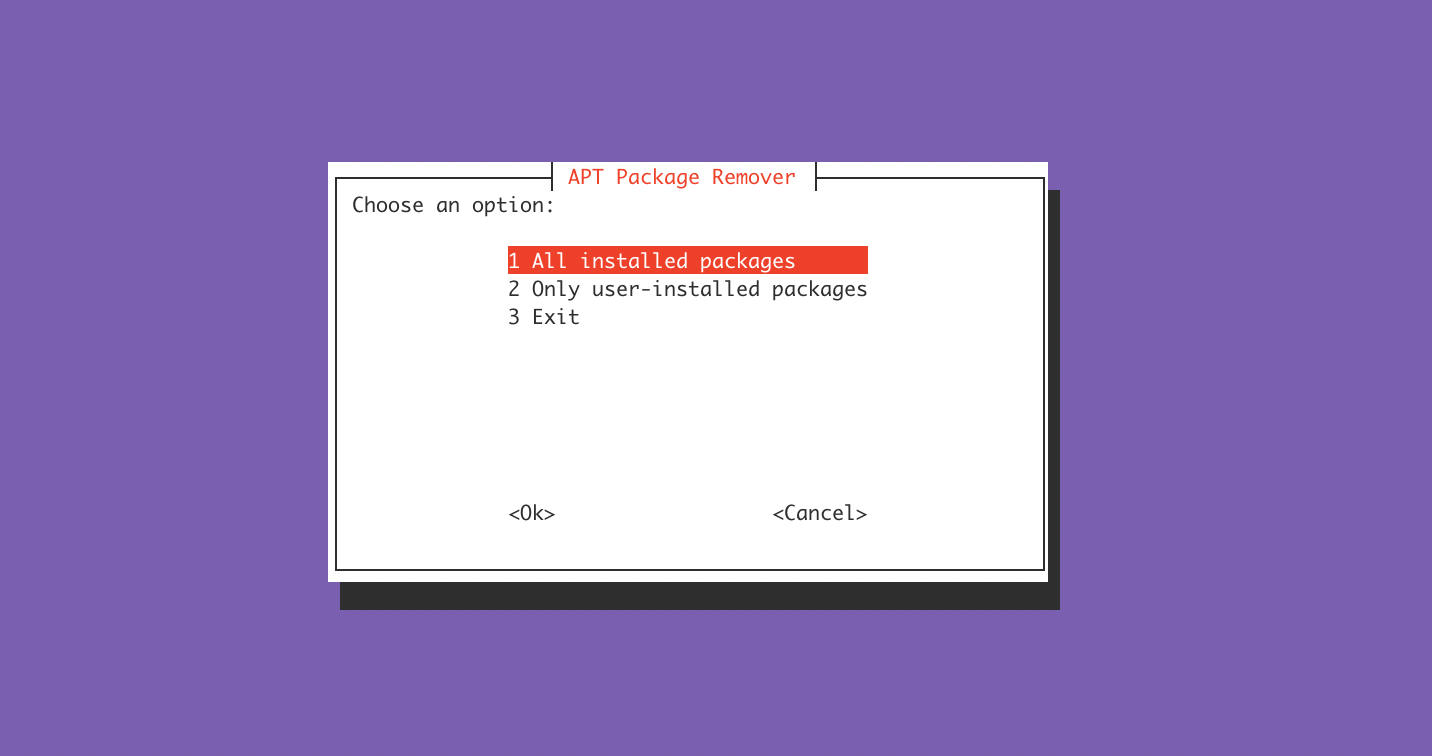 APT Package Remover
Choose an option:
1 All installed packages
2 Only user-installed packages
3 Exit
<Ok> <Cancel>